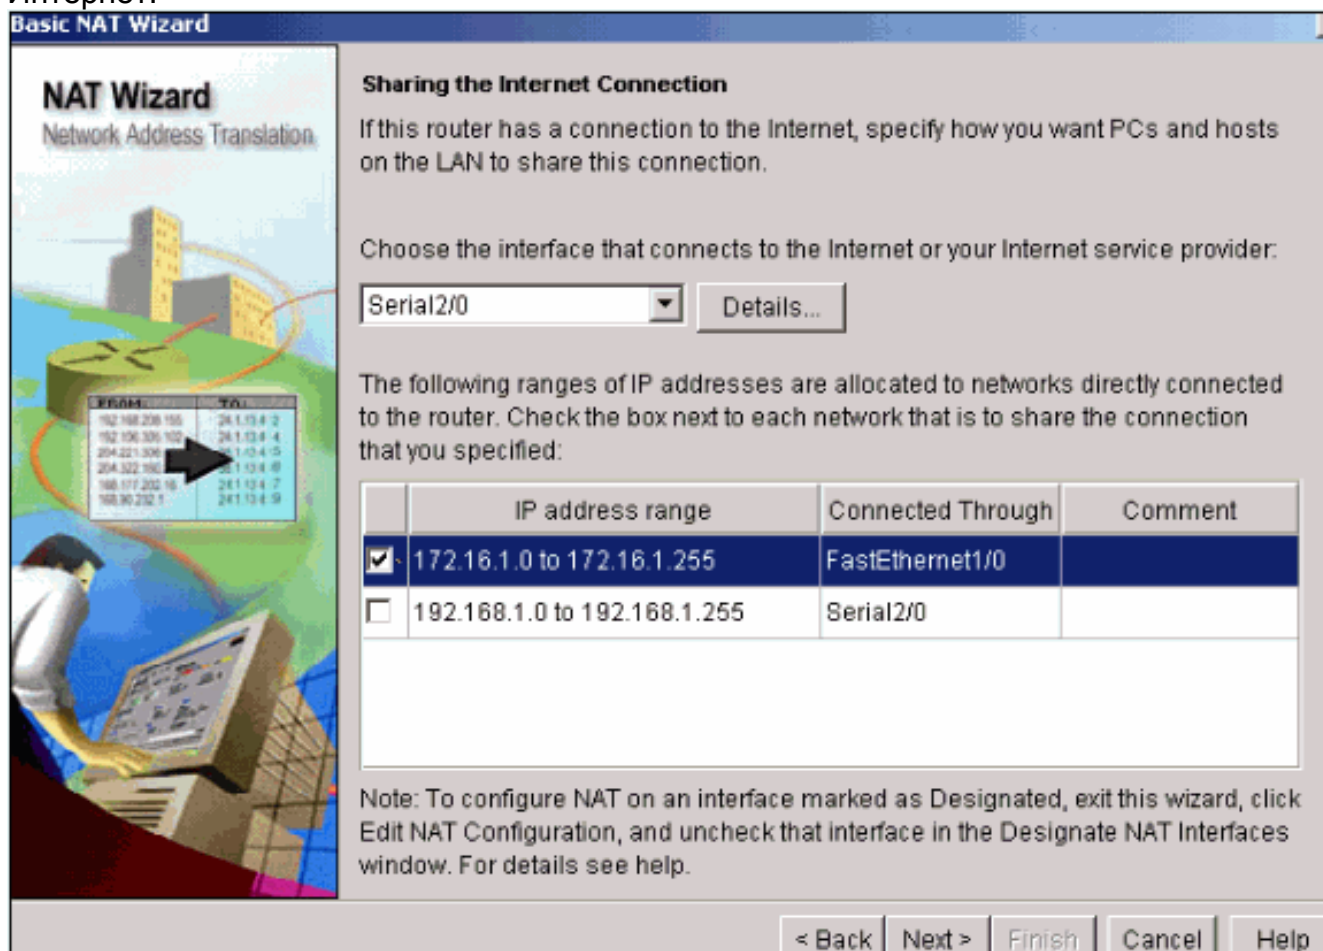 Интернет.
Basic NAT Wizard
NAT Wizard
Network Address Translation
Sharing the Internet Connection
If this router has a connection to the Internet, specify how you want PCs and hosts
on the LAN to share this connection.
Choose the interface that connects to the Internet or your Internet service provider:
Serial2/0 Details...
The following ranges of IP addresses are allocated to networks directly connected
to the router. Check the box next to each network that is to share the connection
that you specified:
FROM: TO:
IP address range Connected Through Comment
172.16.1.0 to 172.16.1.255 FastEthernet1/0
192.168.1.0 to 192.168.1.255 Serial2/0
Note: To configure NAT on an interface marked as Designated, exit this wizard, click
Edit NAT Configuration, and uncheck that interface in the Designate NAT Interfaces
window. For details see help.
< Back Next > Finish Cancel Help